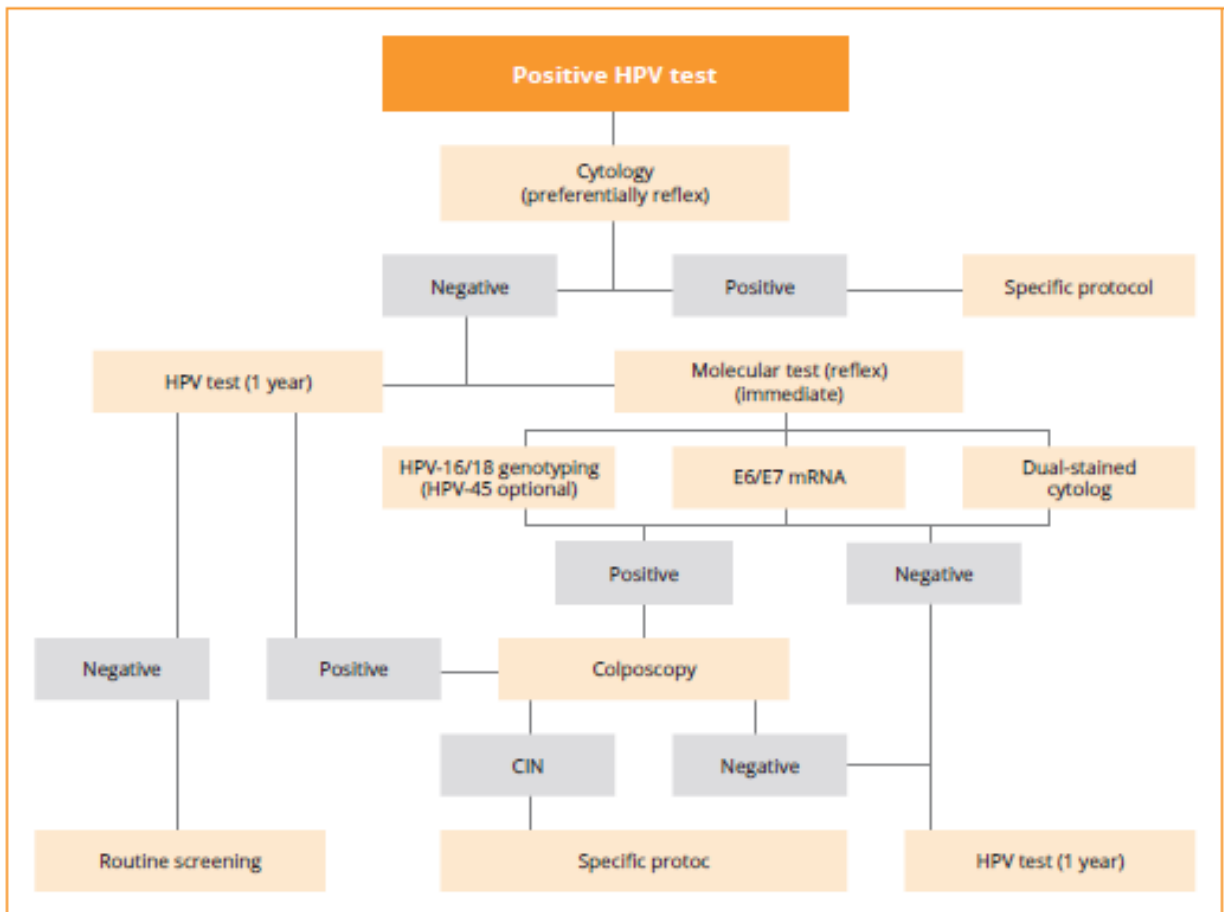 Positive HPV test
Cytology
(preferentially reflex)
Negative
Positive
Specific protocol
HPV test (1 year)
Molecular test (reflex)
(immediate)
HPV-16/18 genotyping
(HPV-45 optional)
E6/E7 mRNA
Dual-stained
cytolog
Positive
Negative
Negative
Positive
Colposcopy
CIN
Negative
Routine screening
Specific protoc
HPV test (1 year)